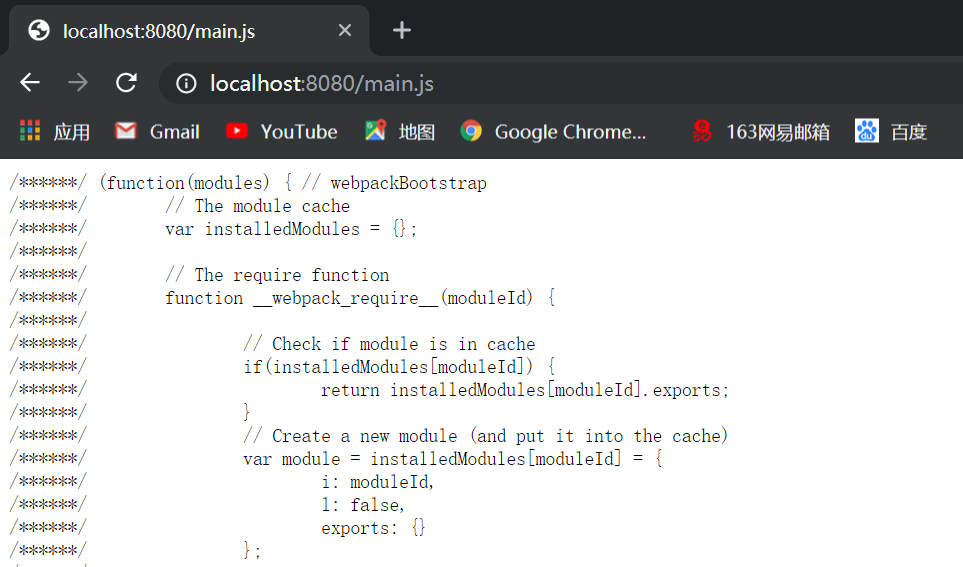 localhost:8080/main.js
localhost:8080/main.js
应用 Gmail YouTube 地图 Google Chrome... 163网易邮箱 百度
/******/ (function(modules) { // webpackBootstrap
/******/ 	// The module cache
/******/ 	var installedModules = {};
/******/
/******/ 	// The require function
/******/ 	function __webpack_require__(moduleId) {
/******/
/******/ 		// Check if module is in cache
/******/ 		if(installedModules[moduleId]) {
/******/ 			return installedModules[moduleId].exports;
/******/ 		}
/******/ 		// Create a new module (and put it into the cache)
/******/ 		var module = installedModules[moduleId] = {
/******/ 			i: moduleId,
/******/ 			l: false,
/******/ 			exports: {}
/******/ 		};